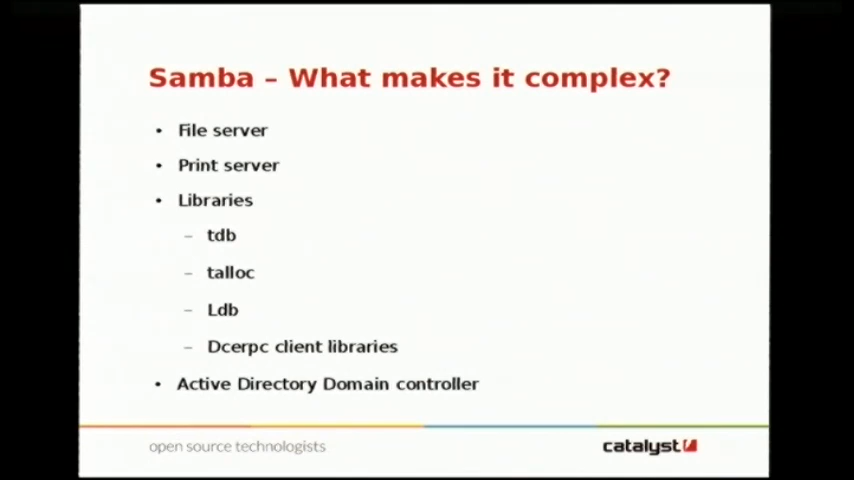 Samba – What makes it complex?
• File server
• Print server
• Libraries
– tdb
– talloc
– Ldb
– Dcerpc client libraries
• Active Directory Domain controller
open source technologists
catalyst